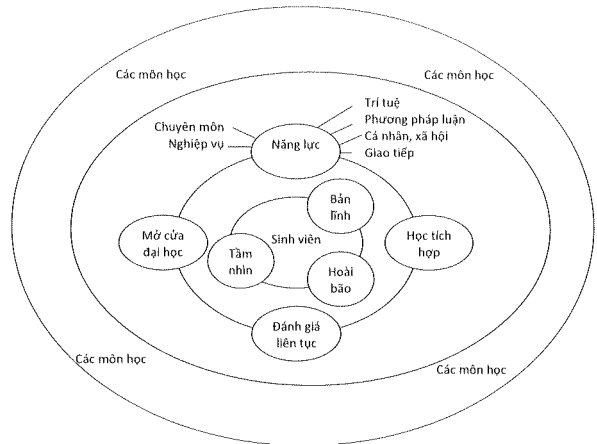 Các môn học
Các môn học
Trí tuệ
Phương pháp luận
Cá nhân, xã hội
Giao tiếp
Chuyên môn
Nghiệp vụ
Năng lực
Bản
lĩnh
Mở cửa
đại học
Sinh viên
Học tích
hợp
Tầm
nhìn
Hoài
bão
Đánh giá
liên tục
Các môn học
Các môn học